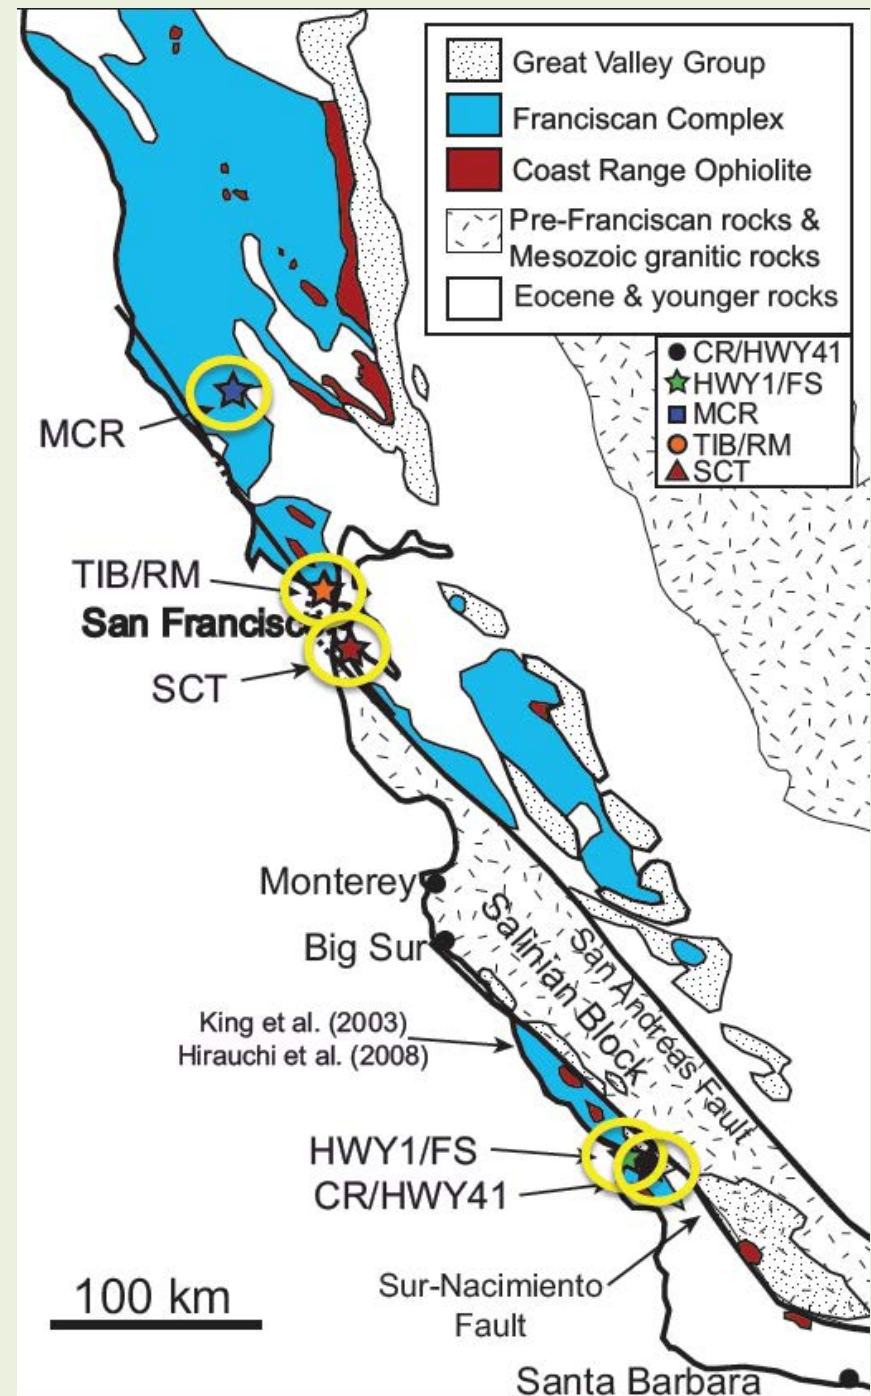 Great Valley Group
Franciscan Complex
Coast Range Ophiolite
Pre-Franciscan rocks &
Mesozoic granitic rocks
Eocene & younger rocks
CR/HWY41
HWY1/FS
MCR
TIB/RM
SCT
MCR
TIB/RM
San Francisc
SCT
Monterey
Big Sur
Salinian Block
San Andreas Fault
King et al. (2003)
Hirauchi et al. (2008)
HWY1/FS
CR/HWY41
Sur-Nacimiento
Fault
100 km
Santa Barbara